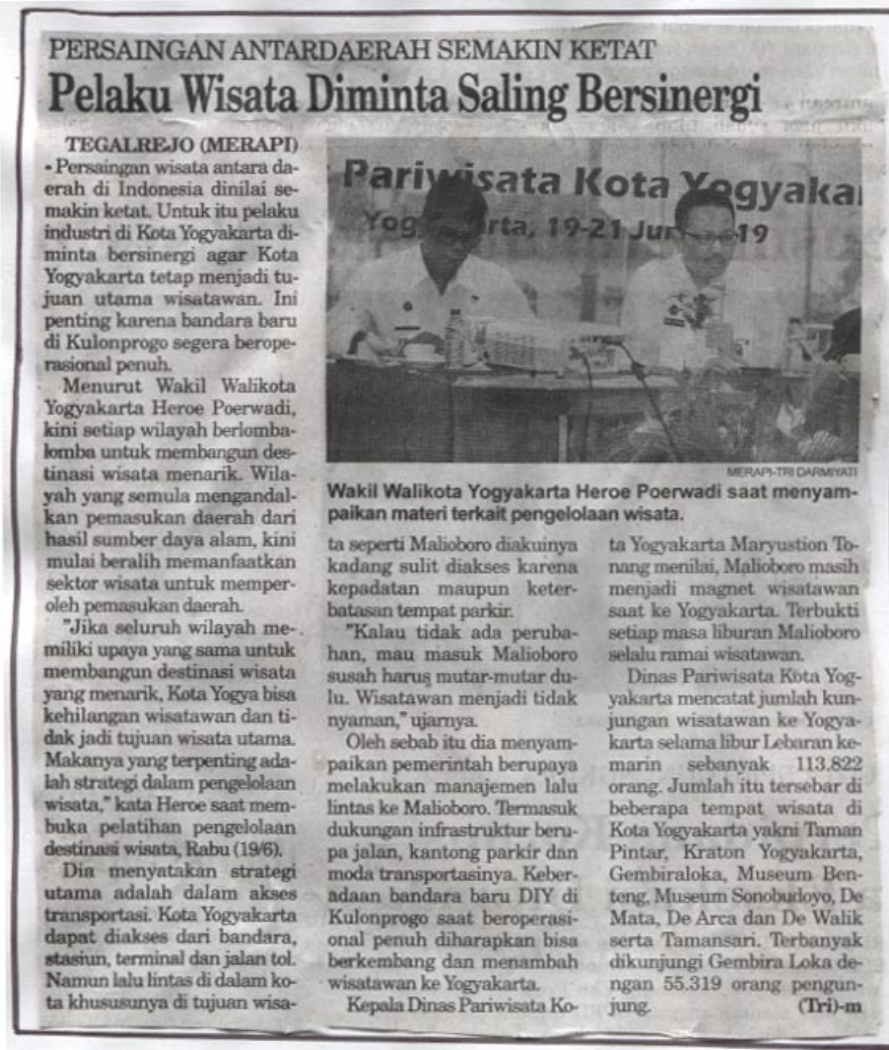 PERSAINGAN ANTARDAERAH SEMAKIN KETAT
Pelaku Wisata Diminta Saling Bersinergi
TEGALREJO (MERAPI)
- Persaingan wisata antara da-
erah di Indonesia dinilai se-
makin ketat. Untuk itu pelaku
industri di Kota Yogyakarta di-
minta bersinergi agar Kota
Yogyakarta tetap menjadi tu-
juan utama wisatawan. Ini
penting karena bandara baru
di Kulonprogo segera berope-
rasional penuh.
Menurut Wakil Walikota
Yogyakarta Heroe Poerwadi,
kini setiap wilayah berlomba-
lomba untuk membangun des-
tinasi wisata menarik. Wila-
yah yang semula mengandal-
kan pemasukan daerah dari
hasil sumber daya alam, kini
mulai beralih memanfaatkan
sektor wisata untuk memper-
oleh pemasukan daerah.
"Jika seluruh wilayah me-
miliki upaya yang sama untuk
membangun destinasi wisata
yang menarik, Kota Yogya bisa
kehilangan wisatawan dan ti-
dak jadi tujuan wisata utama.
Makanya yang terpenting ada-
lah strategi dalam pengelolaan
wisata," kata Heroe saat mem-
buka pelatihan pengelolaan
destinasi wisata, Rabu (19/6).
Dia menyatakan strategi
utama adalah dalam akses
transportasi. Kota Yogyakarta
dapat diakses dari bandara,
stasiun, terminal dan jalan tol.
Namun lalu lintas di dalam ko-
ta khususunya di tujuan wisa-
Pariwisata Kota Yogyakar
Yogyakarta, 19-21 Jun 19
MERAPI-TRI DARMIYATI
Wakil Walikota Yogyakarta Heroe Poerwadi saat menyam-
paikan materi terkait pengelolaan wisata.
ta seperti Malioboro diakuinya
kadang sulit diakses karena
kepadatan maupun keter-
batasan tempat parkir.
"Kalau tidak ada peruba-
han, mau masuk Malioboro
susah harus mutar-mutar du-
lu. Wisatawan menjadi tidak
nyaman," ujarnya.
Oleh sebab itu dia menyam-
paikan pemerintah berupaya
melakukan manajemen lalu
lintas ke Malioboro. Termasuk
dukungan infrastruktur beru-
pa jalan, kantong parkir dan
moda transportasinya. Keber-
adaan bandara baru DIY di
Kulonprogo saat beroperasi-
onal penuh diharapkan bisa
berkembang dan menambah
wisatawan ke Yogyakarta.
Kepala Dinas Pariwisata Ko-
ta Yogyakarta Maryustion To-
nang menilai, Malioboro masih
menjadi magnet wisatawan
saat ke Yogyakarta. Terbukti
setiap masa liburan Malioboro
selalu ramai wisatawan.
Dinas Pariwisata Kota Yog-
yakarta mencatat jumlah kun-
jungan wisatawan ke Yogya-
karta selama libur Lebaran ke-
marin sebanyak 113.822
orang. Jumlah itu tersebar di
beberapa tempat wisata di
Kota Yogyakarta yakni Taman
Pintar, Kraton Yogyakarta,
Gembiraloka, Museum Ben-
teng, Museum Sonobudoyo, De
Mata, De Arca dan De Walik
serta Tamansari. Terbanyak
dikunjungi Gembira Loka de-
ngan 55.319 orang pengun-
jung. (Tri)-m